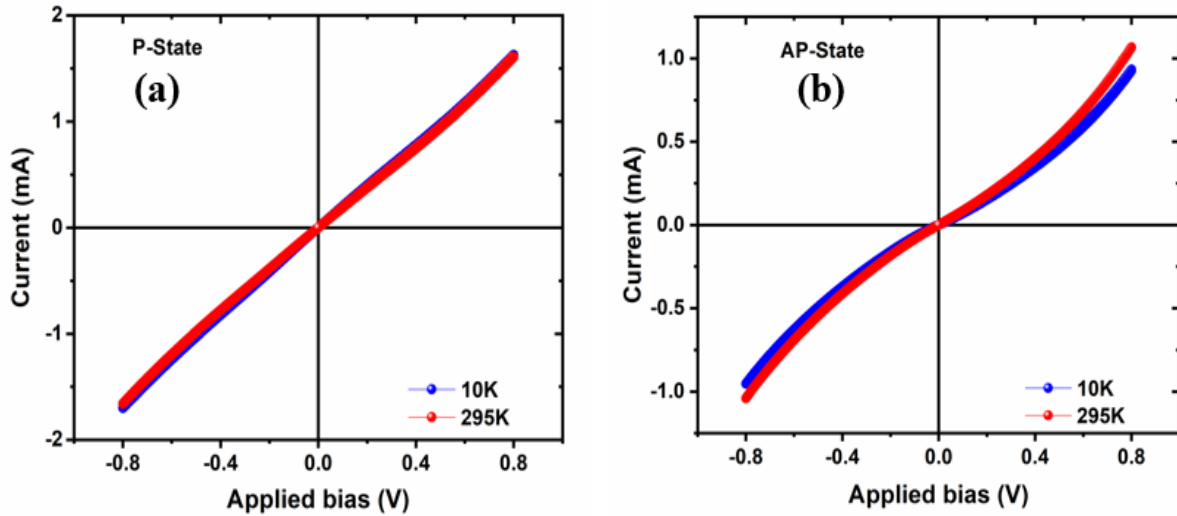 2
1
0
-1
-2
Current (mA)
P-State
(a)
10K
295K
-0.8 -0.4 0.0 0.4 0.8
Applied bias (V)
1.0
0.5
0.0
-0.5
-1.0
Current (mA)
AP-State
(b)
10K
295K
-0.8 -0.4 0.0 0.4 0.8
Applied bias (V)